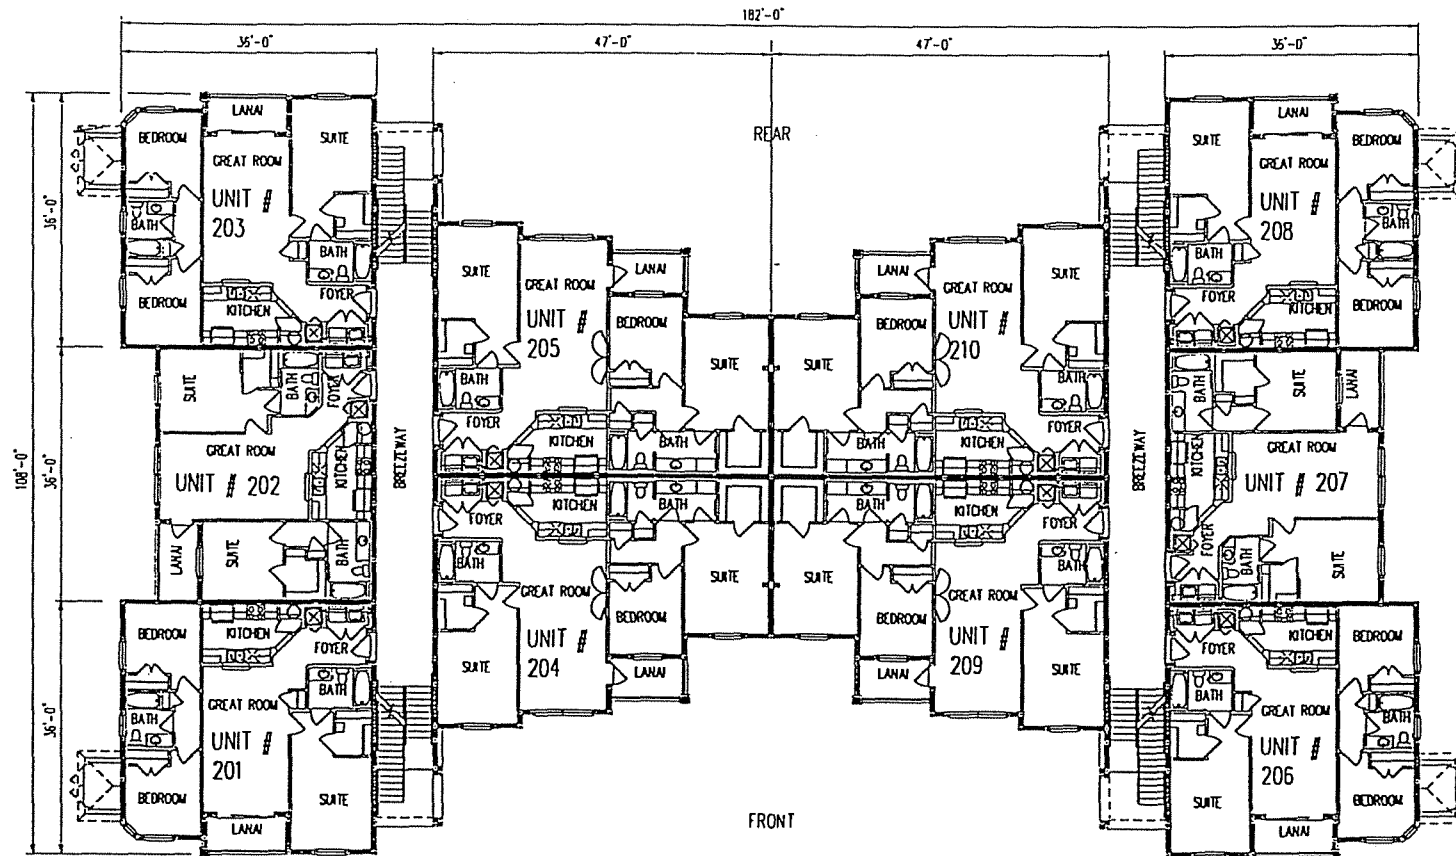 182'-0"
36'-0"
47'-0"
47'-0"
36'-0"
108'-0"
36'-0"
36'-0"
36'-0"
REAR
FRONT
BREEZEWAY
BREEZEWAY
LANAI
BEDROOM
SUITE
GREAT ROOM
UNIT #
203
BATH
BATH
BEDROOM
FOYER
KITCHEN
SUITE
BATH
FOYER
GREAT ROOM
KITCHEN
UNIT # 202
LANAI
SUITE
BATH
BEDROOM
KITCHEN
FOYER
BATH
GREAT ROOM
BATH
UNIT #
201
BEDROOM
SUITE
LANAI
SUITE
GREAT ROOM
LANAI
UNIT #
205
BEDROOM
SUITE
BATH
FOYER
KITCHEN
BATH
KITCHEN
BATH
FOYER
BATH
GREAT ROOM
SUITE
BEDROOM
UNIT #
204
SUITE
LANAI
LANAI
GREAT ROOM
SUITE
UNIT #
210
BEDROOM
SUITE
BATH
BATH
KITCHEN
FOYER
BATH
KITCHEN
FOYER
BATH
SUITE
GREAT ROOM
BEDROOM
UNIT #
209
SUITE
LANAI
LANAI
SUITE
BEDROOM
GREAT ROOM
UNIT #
208
BATH
BATH
FOYER
KITCHEN
BEDROOM
BATH
SUITE
LANAI
GREAT ROOM
KITCHEN
UNIT # 207
FOYER
BATH
SUITE
KITCHEN
BEDROOM
FOYER
BATH
GREAT ROOM
BATH
UNIT #
206
SUITE
BEDROOM
LANAI